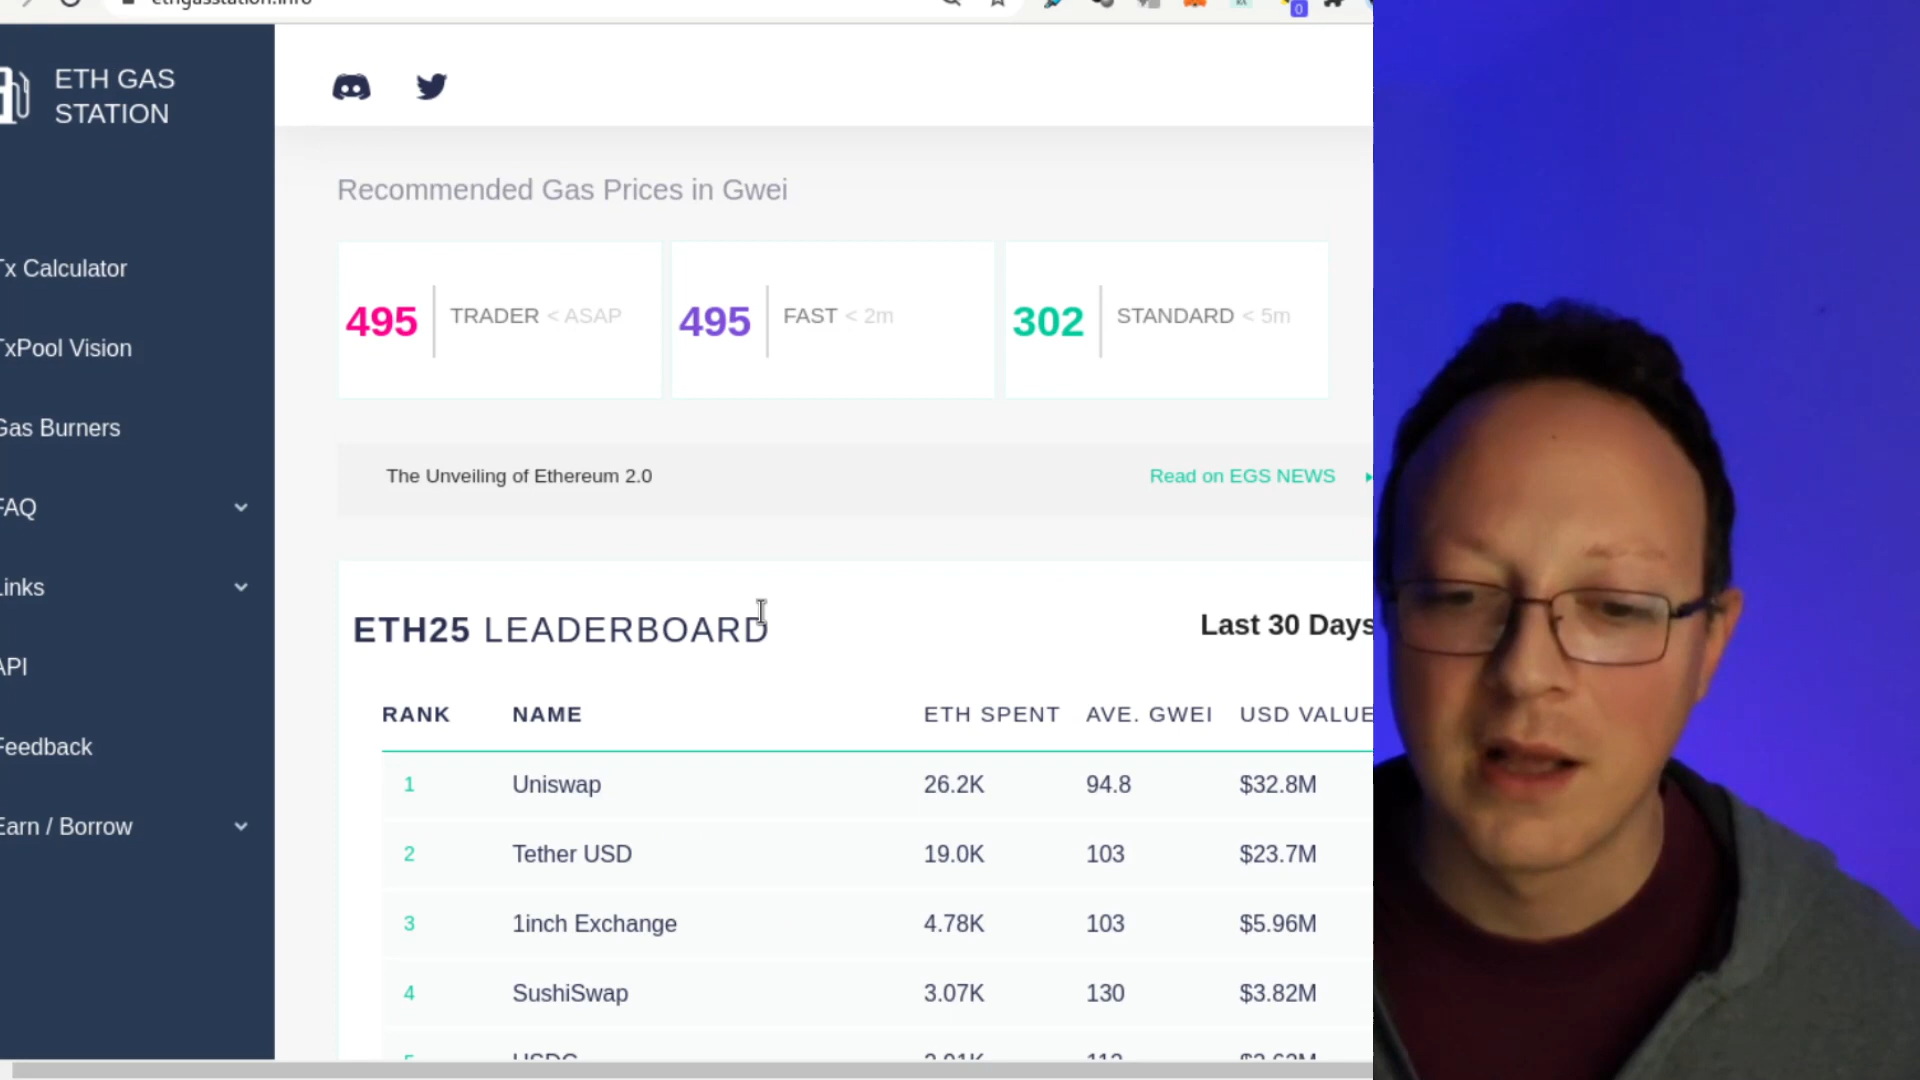 ETH GAS
STATION
Tx Calculator
TxPool Vision
Gas Burners
FAQ
Links
API
Feedback
Earn / Borrow
0
Recommended Gas Prices in Gwei
495 TRADER < ASAP
495 FAST < 2m
302 STANDARD < 5m
The Unveiling of Ethereum 2.0 Read on EGS NEWS
ETH25 LEADERBOARD Last 30 Days
RANK NAME ETH SPENT AVE. GWEI USD VALUE
1 Uniswap 26.2K 94.8 $32.8M
2 Tether USD 19.0K 103 $23.7M
3 1inch Exchange 4.78K 103 $5.96M
4 SushiSwap 3.07K 130 $3.82M